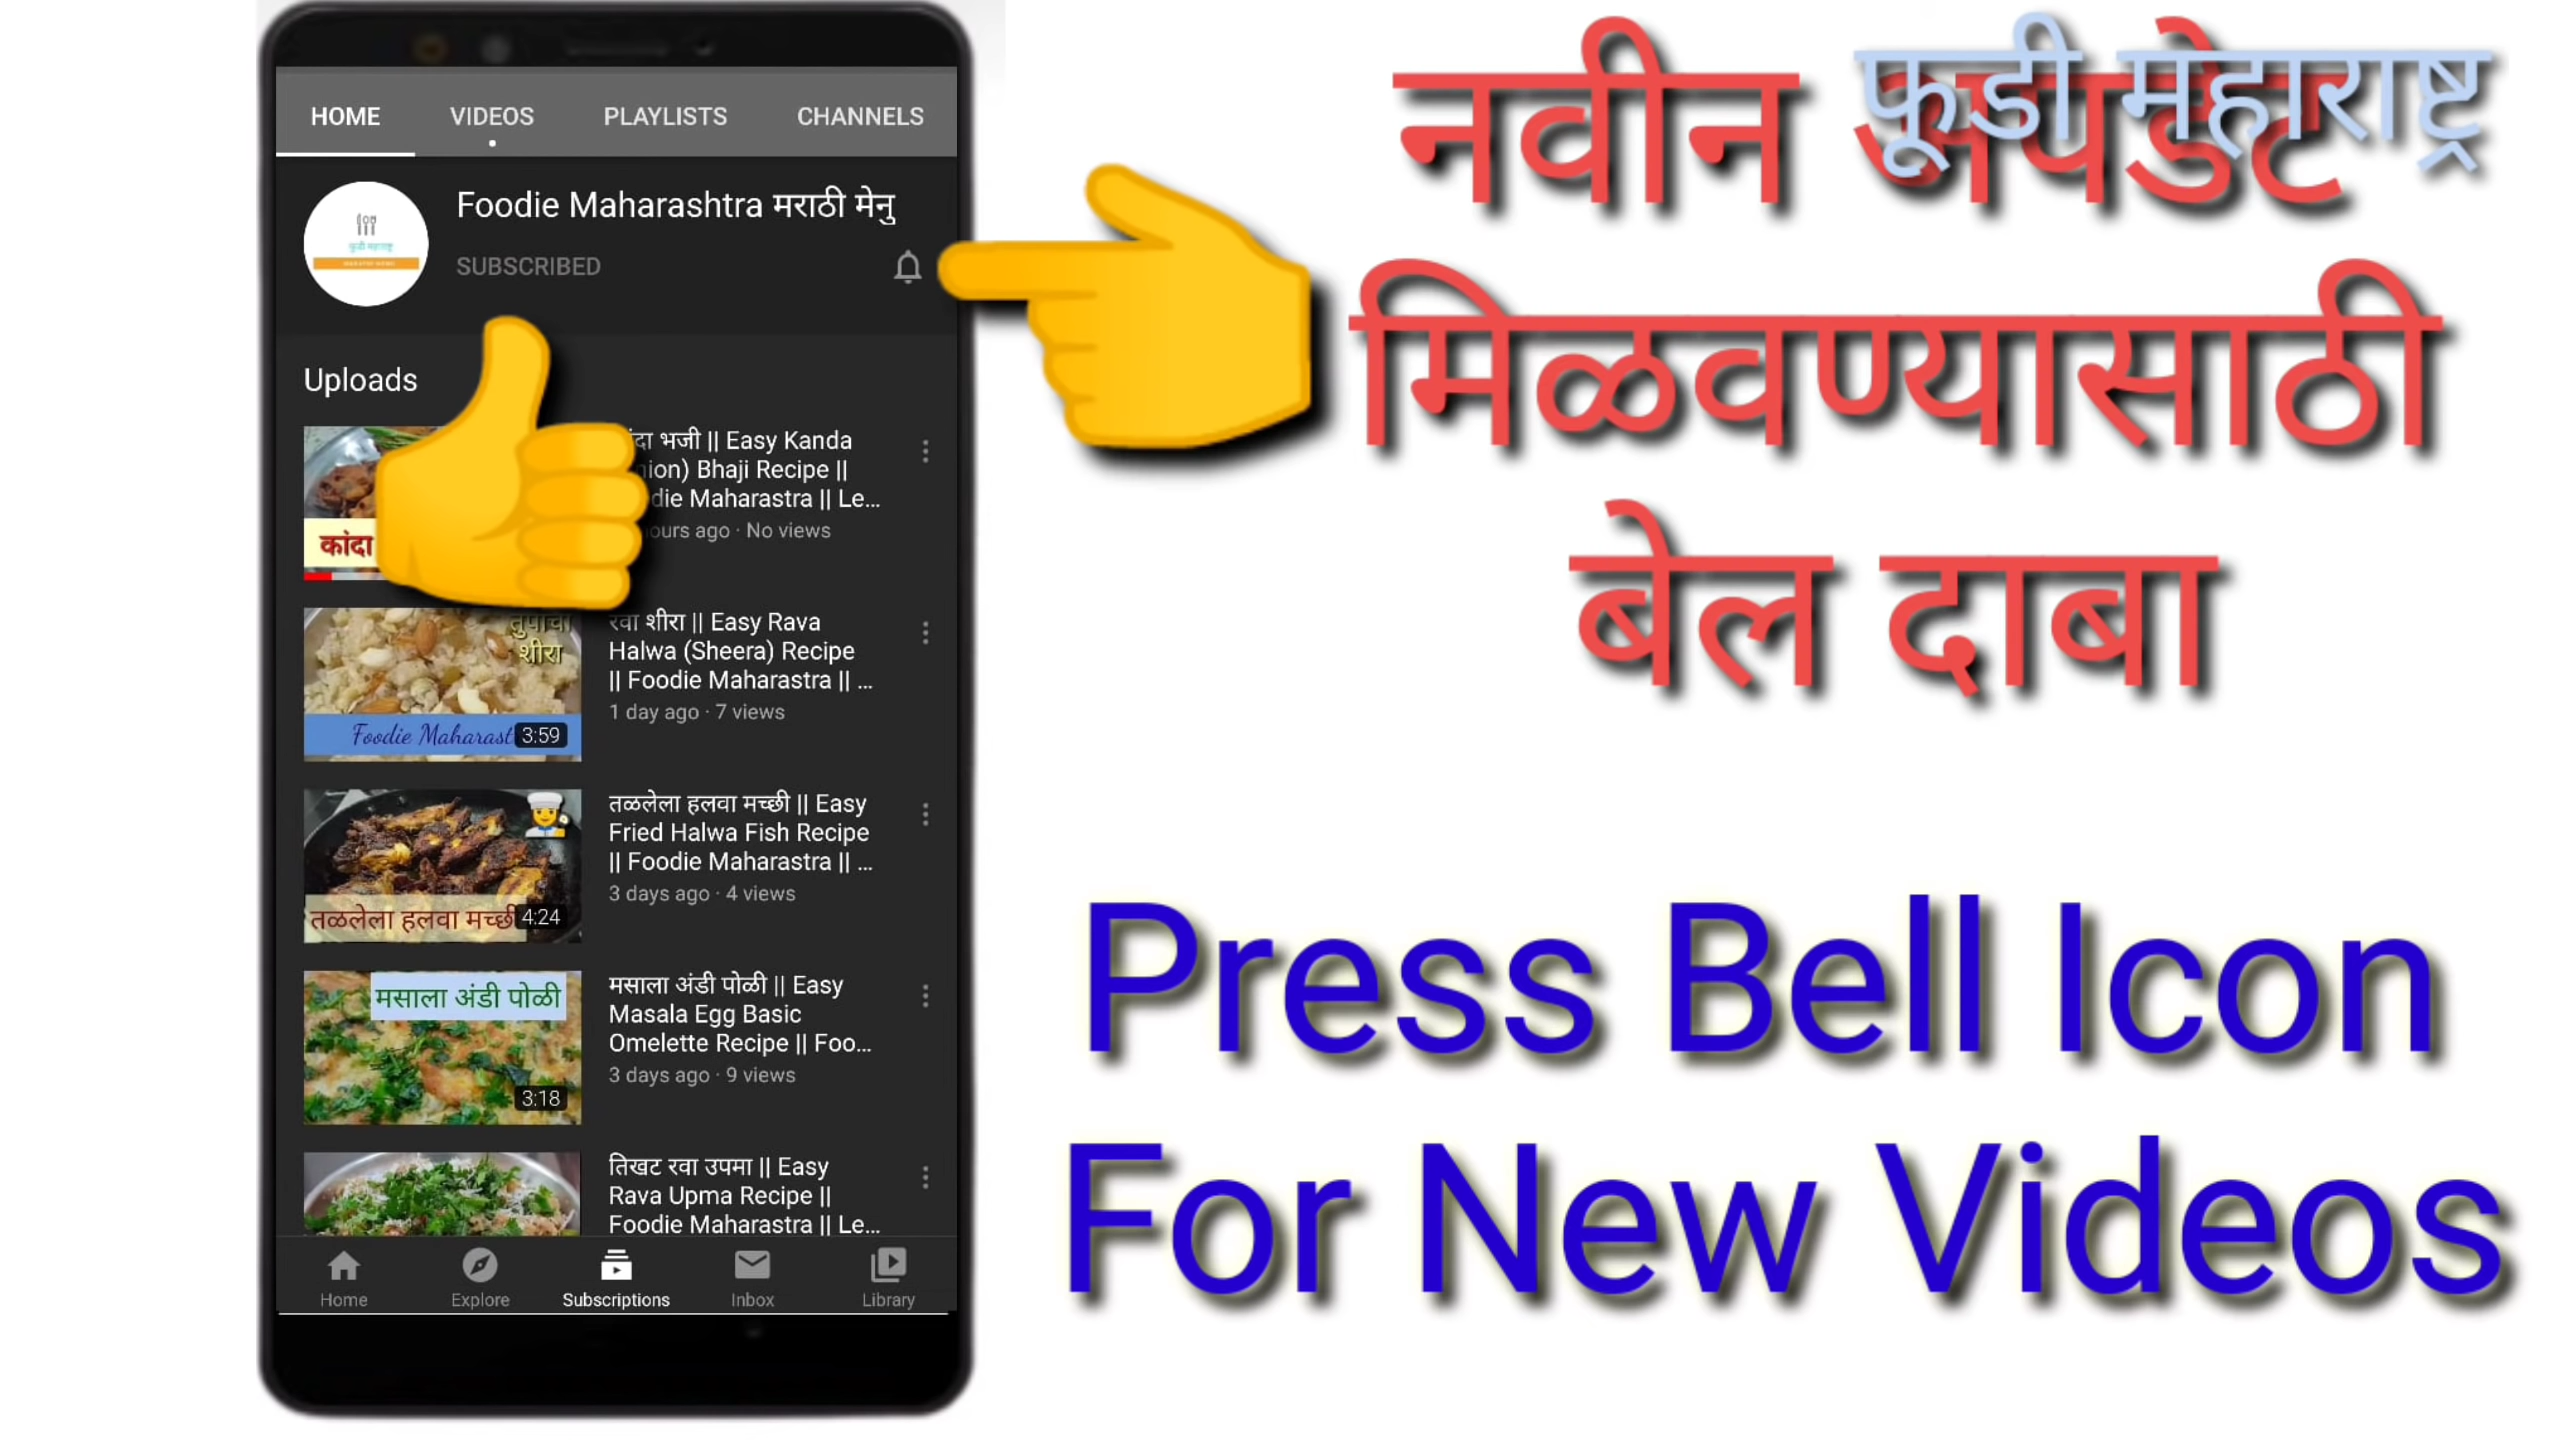 HOME VIDEOS PLAYLISTS CHANNELS
Foodie Maharashtra मराठी मेनु
SUBSCRIBED
Uploads
भजी || Easy Kanda
Bhaji Recipe ||
Maharastra || Le...
ago · No views
कांदा
रवा शीरा || Easy Rava
Halwa (Sheera) Recipe
|| Foodie Maharastra || ...
1 day ago · 7 views
तुपाचा
शीरा
Foodie Maharast
3:59
तळलेला हलवा मच्छी || Easy
Fried Halwa Fish Recipe
|| Foodie Maharastra || ...
3 days ago · 4 views
तळलेला हलवा मच्छी
4:24
मसाला अंडी पोळी || Easy
Masala Egg Basic
Omelette Recipe || Foo...
3 days ago · 9 views
मसाला अंडी पोळी
3:18
तिखट रवा उपमा || Easy
Rava Upma Recipe ||
Foodie Maharastra || Le...
Home Explore Subscriptions Inbox Library
फूडी मेहाराष्ट्र
नवीन अपडेट
मिळवण्यासाठी
बेल दाबा
Press Bell Icon
For New Videos